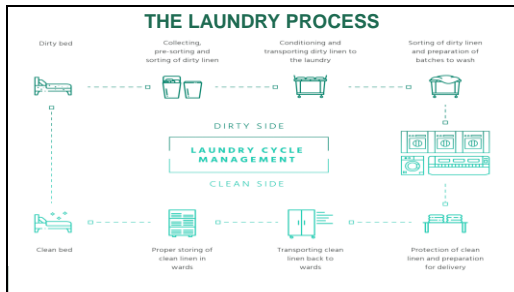 THE LAUNDRY PROCESS
Dirty bed
Collecting,
pre-sorting and
sorting of dirty linen
Conditioning and
transporting dirty linen to
the laundry
Sorting of dirty linen
and preparation of
batches to wash
DIRTY SIDE
LAUNDRY CYCLE
MANAGEMENT
CLEAN SIDE
Clean bed
Proper storing of
clean linen in
wards
Transporting clean
linen back to
wards
Protection of clean
linen and preparation
for delivery